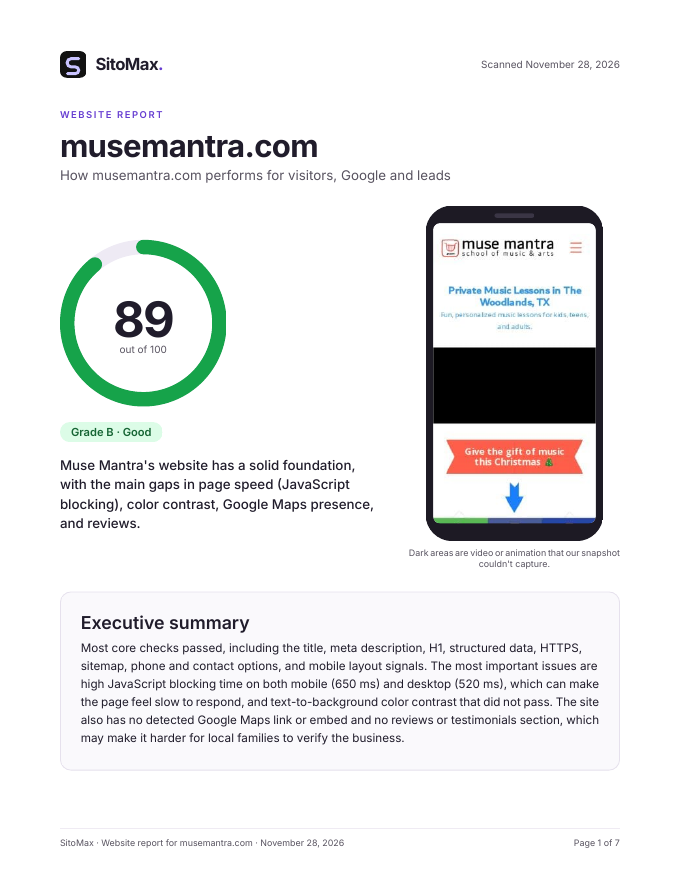 SitoMax.
Scanned November 28, 2026
WEBSITE REPORT
musemantra.com
How musemantra.com performs for visitors, Google and leads
89
out of 100
Grade B · Good
Muse Mantra's website has a solid foundation,
with the main gaps in page speed (JavaScript
blocking), color contrast, Google Maps presence,
and reviews.
muse mantra
school of music & arts
Private Music Lessons in The
Woodlands, TX
Fun, personalized music lessons for kids, teens,
and adults.
Give the gift of music
this Christmas 🎄
Dark areas are video or animation that our snapshot
couldn't capture.
Executive summary
Most core checks passed, including the title, meta description, H1, structured data, HTTPS,
sitemap, phone and contact options, and mobile layout signals. The most important issues are
high JavaScript blocking time on both mobile (650 ms) and desktop (520 ms), which can make
the page feel slow to respond, and text-to-background color contrast that did not pass. The site
also has no detected Google Maps link or embed and no reviews or testimonials section, which
may make it harder for local families to verify the business.
SitoMax · Website report for musemantra.com · November 28, 2026
Page 1 of 7